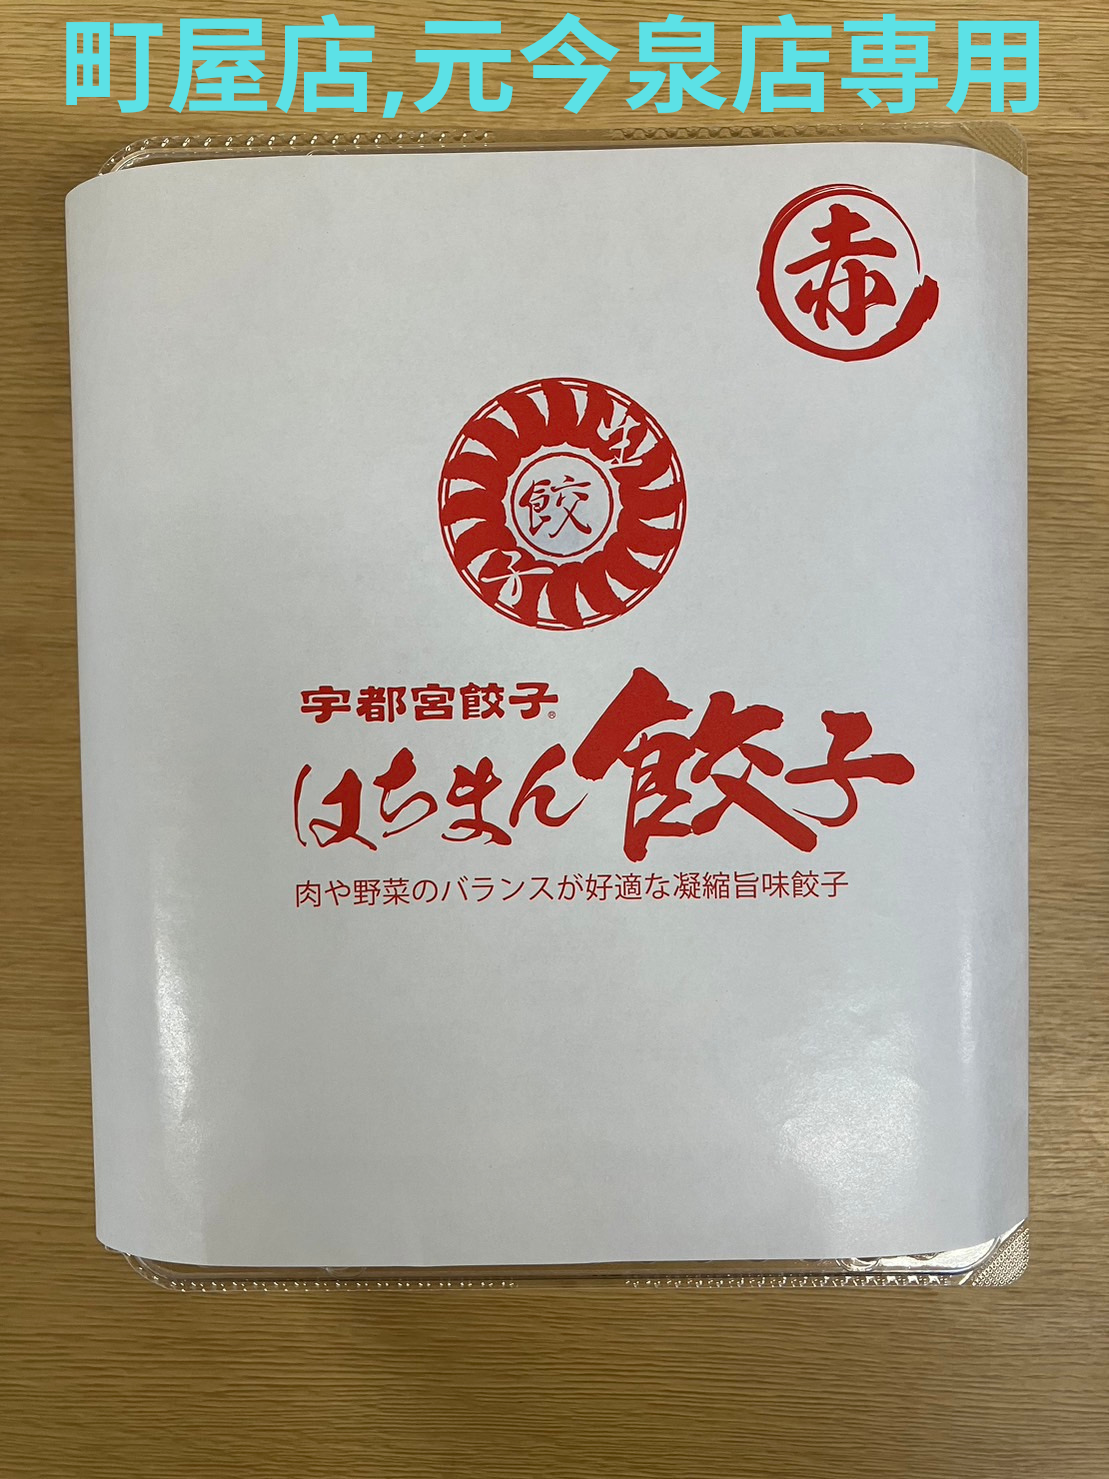 町屋店,元今泉店専用
赤
生
餃
子
宇都宮餃子®
はちまん餃子
肉や野菜のバランスが好適な凝縮旨味餃子